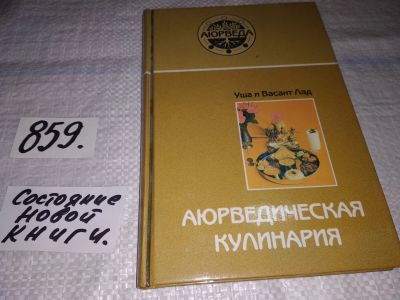 АЮРВЕДА
Уша и Васант Лад
АЮРВЕДИЧЕСКАЯ
КУЛИНАРИЯ
859.
Состояние
новой
книги.